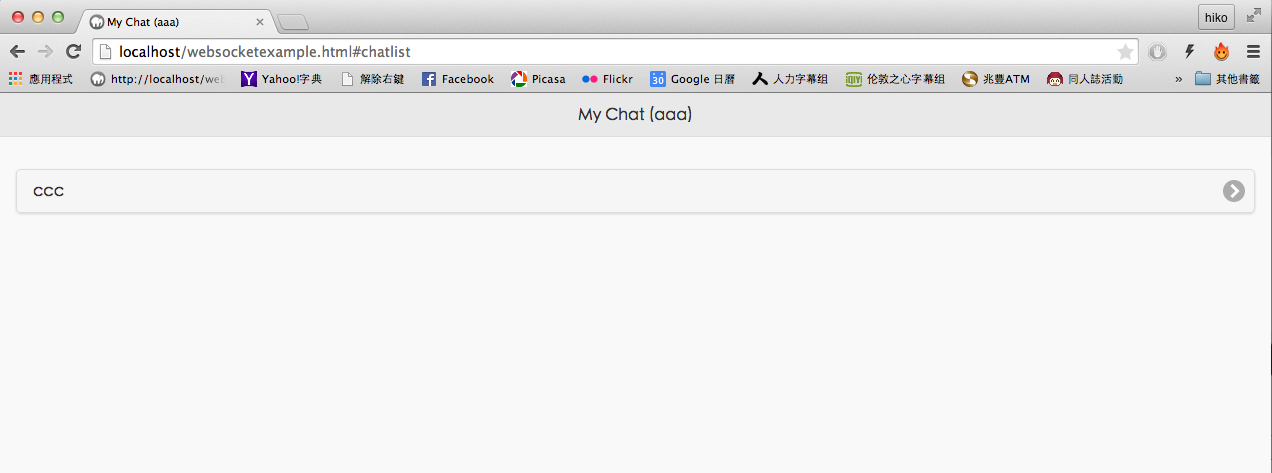 My Chat (aaa)
hiko
localhost/websocketexample.html#chatlist
應用程式 http://localhost/web Yahoo!字典 解除右鍵 Facebook Picasa Flickr 30 Google 日曆 人力字幕组 iQIYI 伦敦之心字幕组 兆豐ATM 同人誌活動 » 其他書籤
My Chat (aaa)
ccc